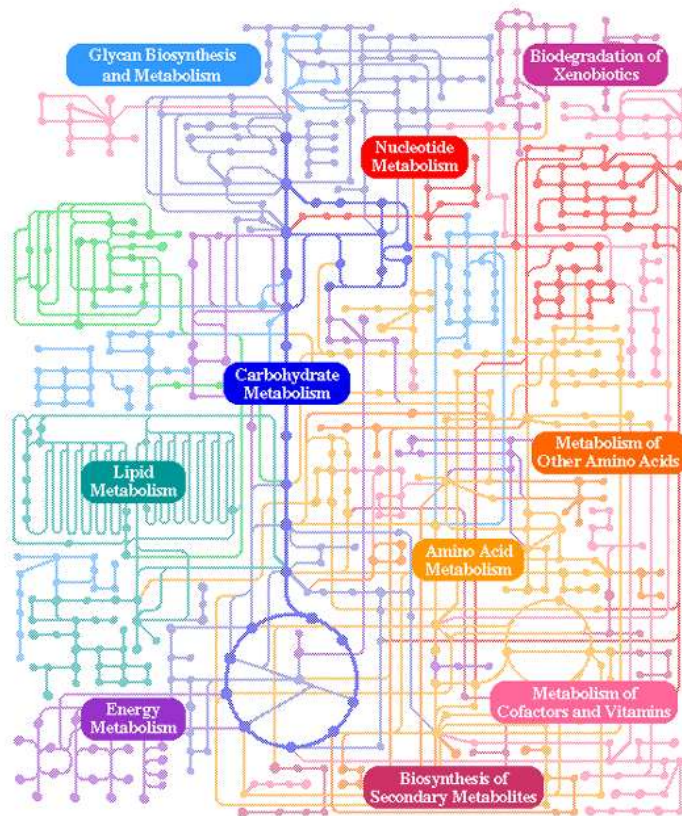 Glycan Biosynthesis
and Metabolism
Biodegradation of
Xenobiotics
Nucleotide
Metabolism
Carbohydrate
Metabolism
Metabolism of
Other Amino Acids
Lipid
Metabolism
Amino Acid
Metabolism
Metabolism of
Cofactors and Vitamins
Energy
Metabolism
Biosynthesis of
Secondary Metabolites